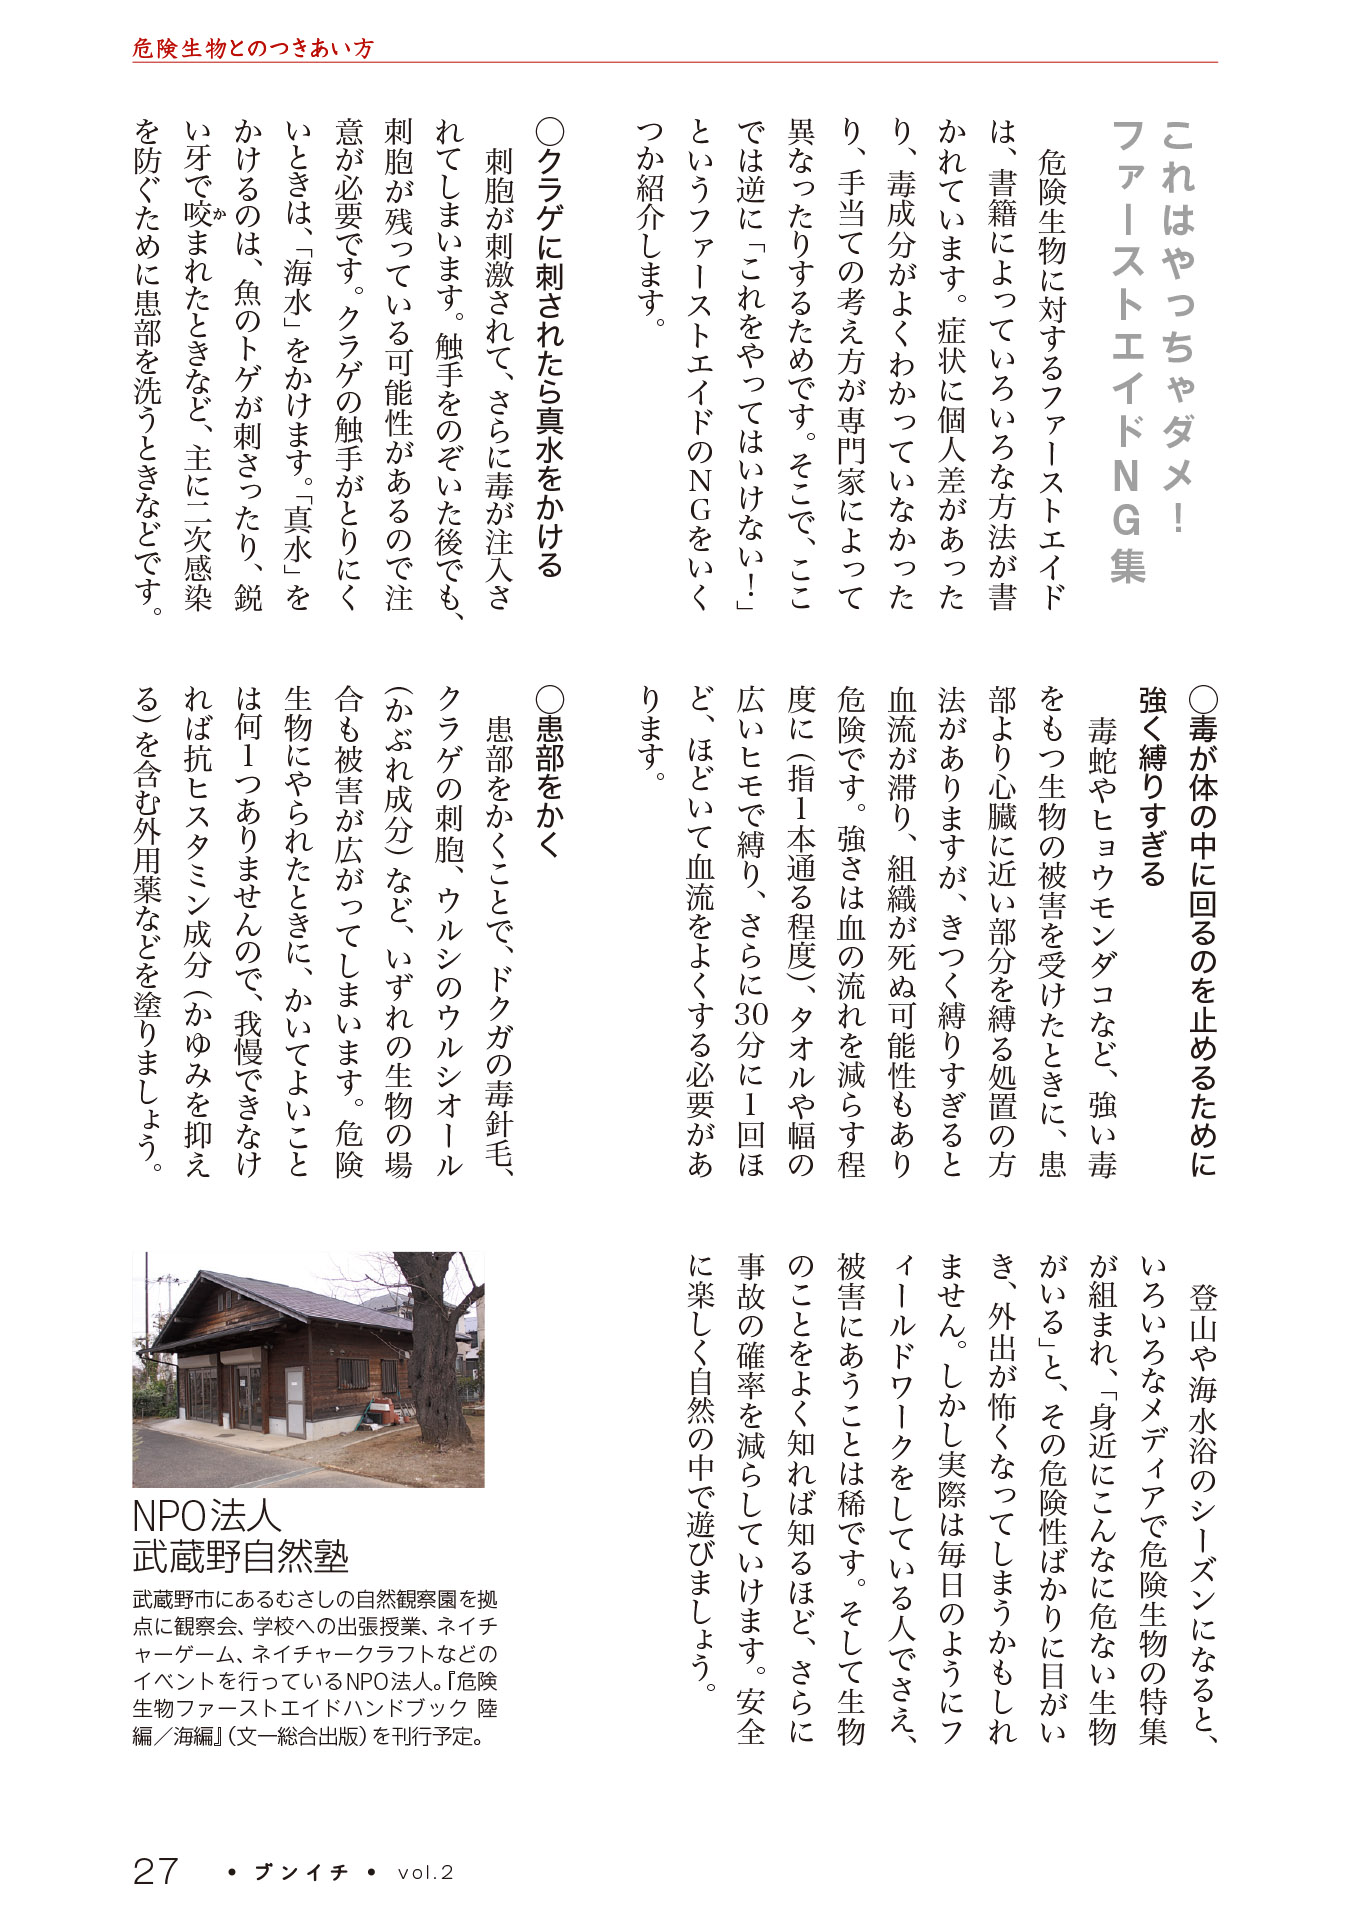 危険生物とのつきあい方
これはやっちゃダメ！
ファーストエイドNG集
危険生物に対するファーストエイド
は、書籍によっていろいろな方法が書
かれています。症状に個人差があった
り、毒成分がよくわかっていなかった
り、手当ての考え方が専門家によって
異なったりするためです。そこで、ここ
では逆に「これをやってはいけない！」
というファーストエイドのNGをいく
つか紹介します。
○クラゲに刺されたら真水をかける
刺胞が刺激されて、さらに毒が注入さ
れてしまいます。触手をのぞいた後でも、
刺胞が残っている可能性があるので注
意が必要です。クラゲの触手がとりにく
いときは、「海水」をかけます。「真水」を
かけるのは、魚のトゲが刺さったり、鋭
い牙で咬まれたときなど、主に二次感染
か
を防ぐために患部を洗うときなどです。
○毒が体の中に回るのを止めるために
強く縛りすぎる
毒蛇やヒョウモンダコなど、強い毒
をもつ生物の被害を受けたときに、患
部より心臓に近い部分を縛る処置の方
法がありますが、きつく縛りすぎると
血流が滞り、組織が死ぬ可能性もあり
危険です。強さは血の流れを減らす程
度に（指1本通る程度）、タオルや幅の
広いヒモで縛り、さらに30分に1回ほ
ど、ほどいて血流をよくする必要があ
ります。
○患部をかく
患部をかくことで、ドクガの毒針毛、
クラゲの刺胞、ウルシのウルシオール
（かぶれ成分）など、いずれの生物の場
合も被害が広がってしまいます。危険
生物にやられたときに、かいてよいこと
は何1つありませんので、我慢できなけ
れば抗ヒスタミン成分（かゆみを抑え
る）を含む外用薬などを塗りましょう。
登山や海水浴のシーズンになると、
いろいろなメディアで危険生物の特集
が組まれ、「身近にこんなに危ない生物
がいる」と、その危険性ばかりに目がい
き、外出が怖くなってしまうかもしれ
ません。しかし実際は毎日のようにフ
ィールドワークをしている人でさえ、
被害にあうことは稀です。そして生物
のことをよく知れば知るほど、さらに
事故の確率を減らしていけます。安全
に楽しく自然の中で遊びましょう。
NPO法人
武蔵野自然塾
武蔵野市にあるむさしの自然観察園を拠
点に観察会、学校への出張授業、ネイチ
ャーゲーム、ネイチャークラフトなどの
イベントを行っているNPO法人。『危険
生物ファーストエイドハンドブック 陸
編／海編』（文一総合出版）を刊行予定。
27 • ブンイチ • vol.2